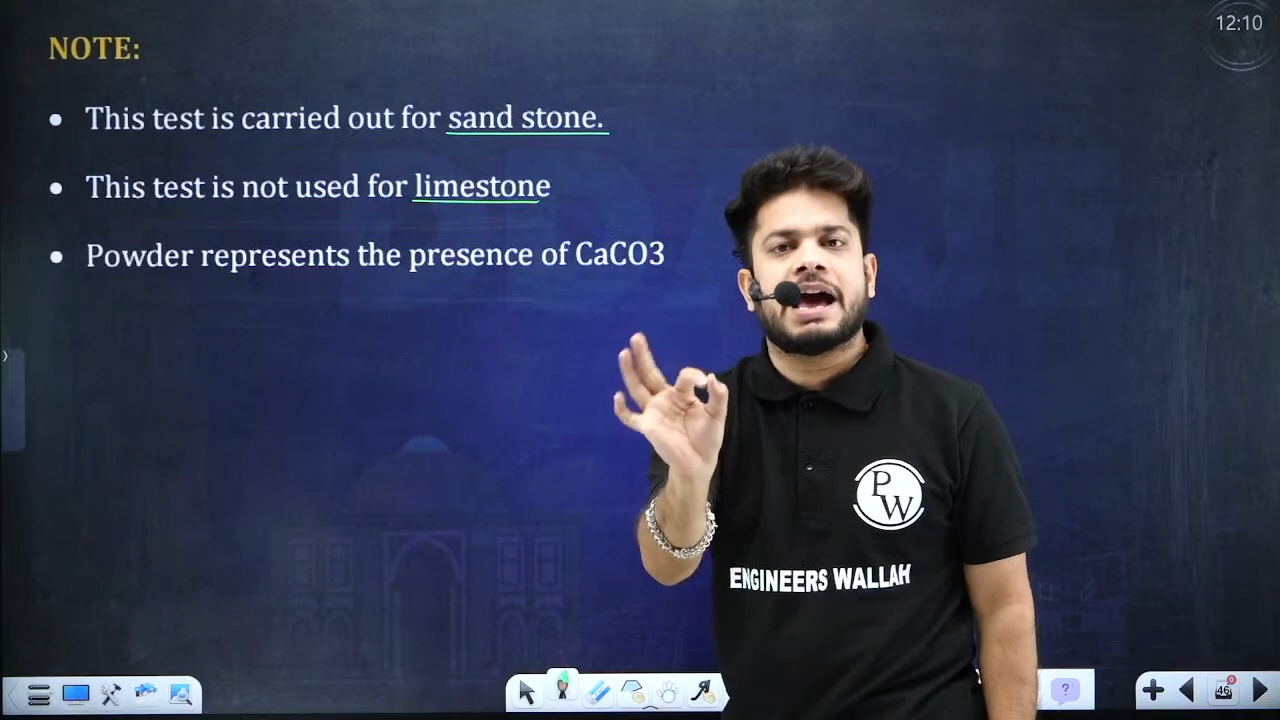 12:10
NOTE:
• This test is carried out for sand stone.
• This test is not used for limestone
• Powder represents the presence of CaCO3
PW
ENGINEERS WALLAH
46